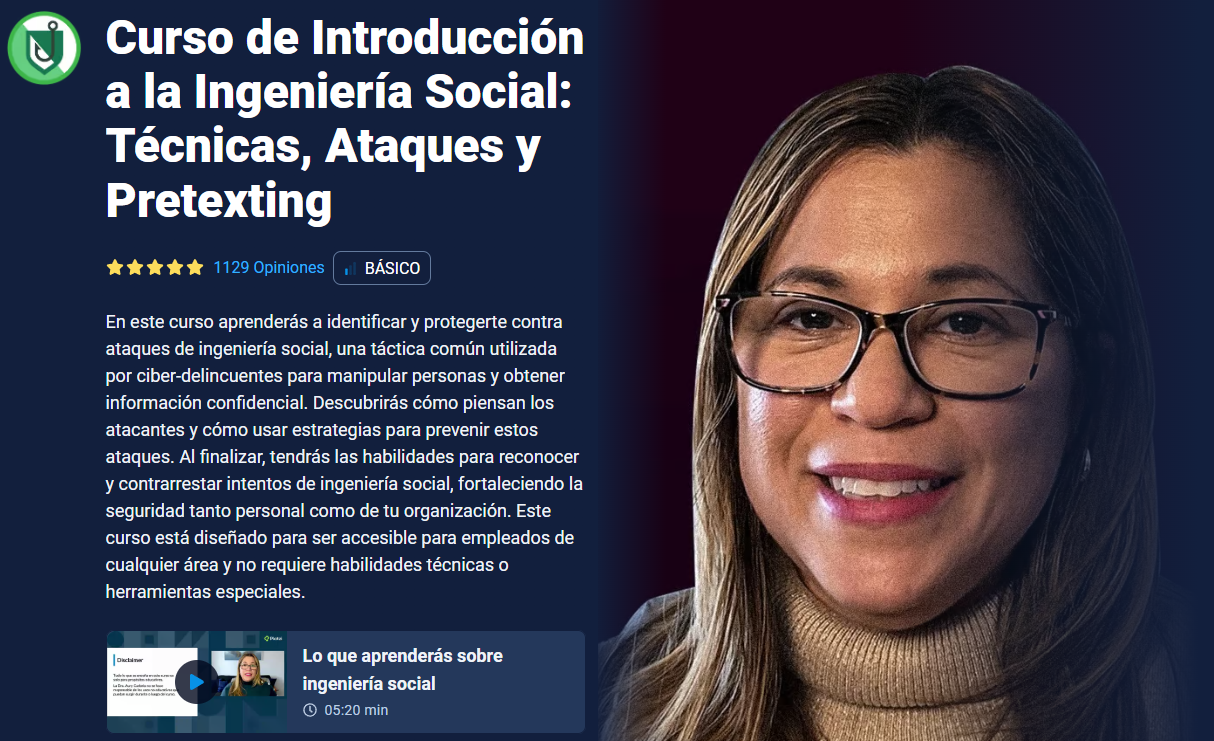 Curso de Introducción
a la Ingeniería Social:
Técnicas, Ataques y
Pretexting
1129 Opiniones
BÁSICO
En este curso aprenderás a identificar y protegerte contra
ataques de ingeniería social, una táctica común utilizada
por ciber-delincuentes para manipular personas y obtener
información confidencial. Descubrirás cómo piensan los
atacantes y cómo usar estrategias para prevenir estos
ataques. Al finalizar, tendrás las habilidades para reconocer
y contrarrestar intentos de ingeniería social, fortaleciendo la
seguridad tanto personal como de tu organización. Este
curso está diseñado para ser accesible para empleados de
cualquier área y no requiere habilidades técnicas o
herramientas especiales.
Disclaimer
Lo que aprenderás sobre
ingeniería social
05:20 min